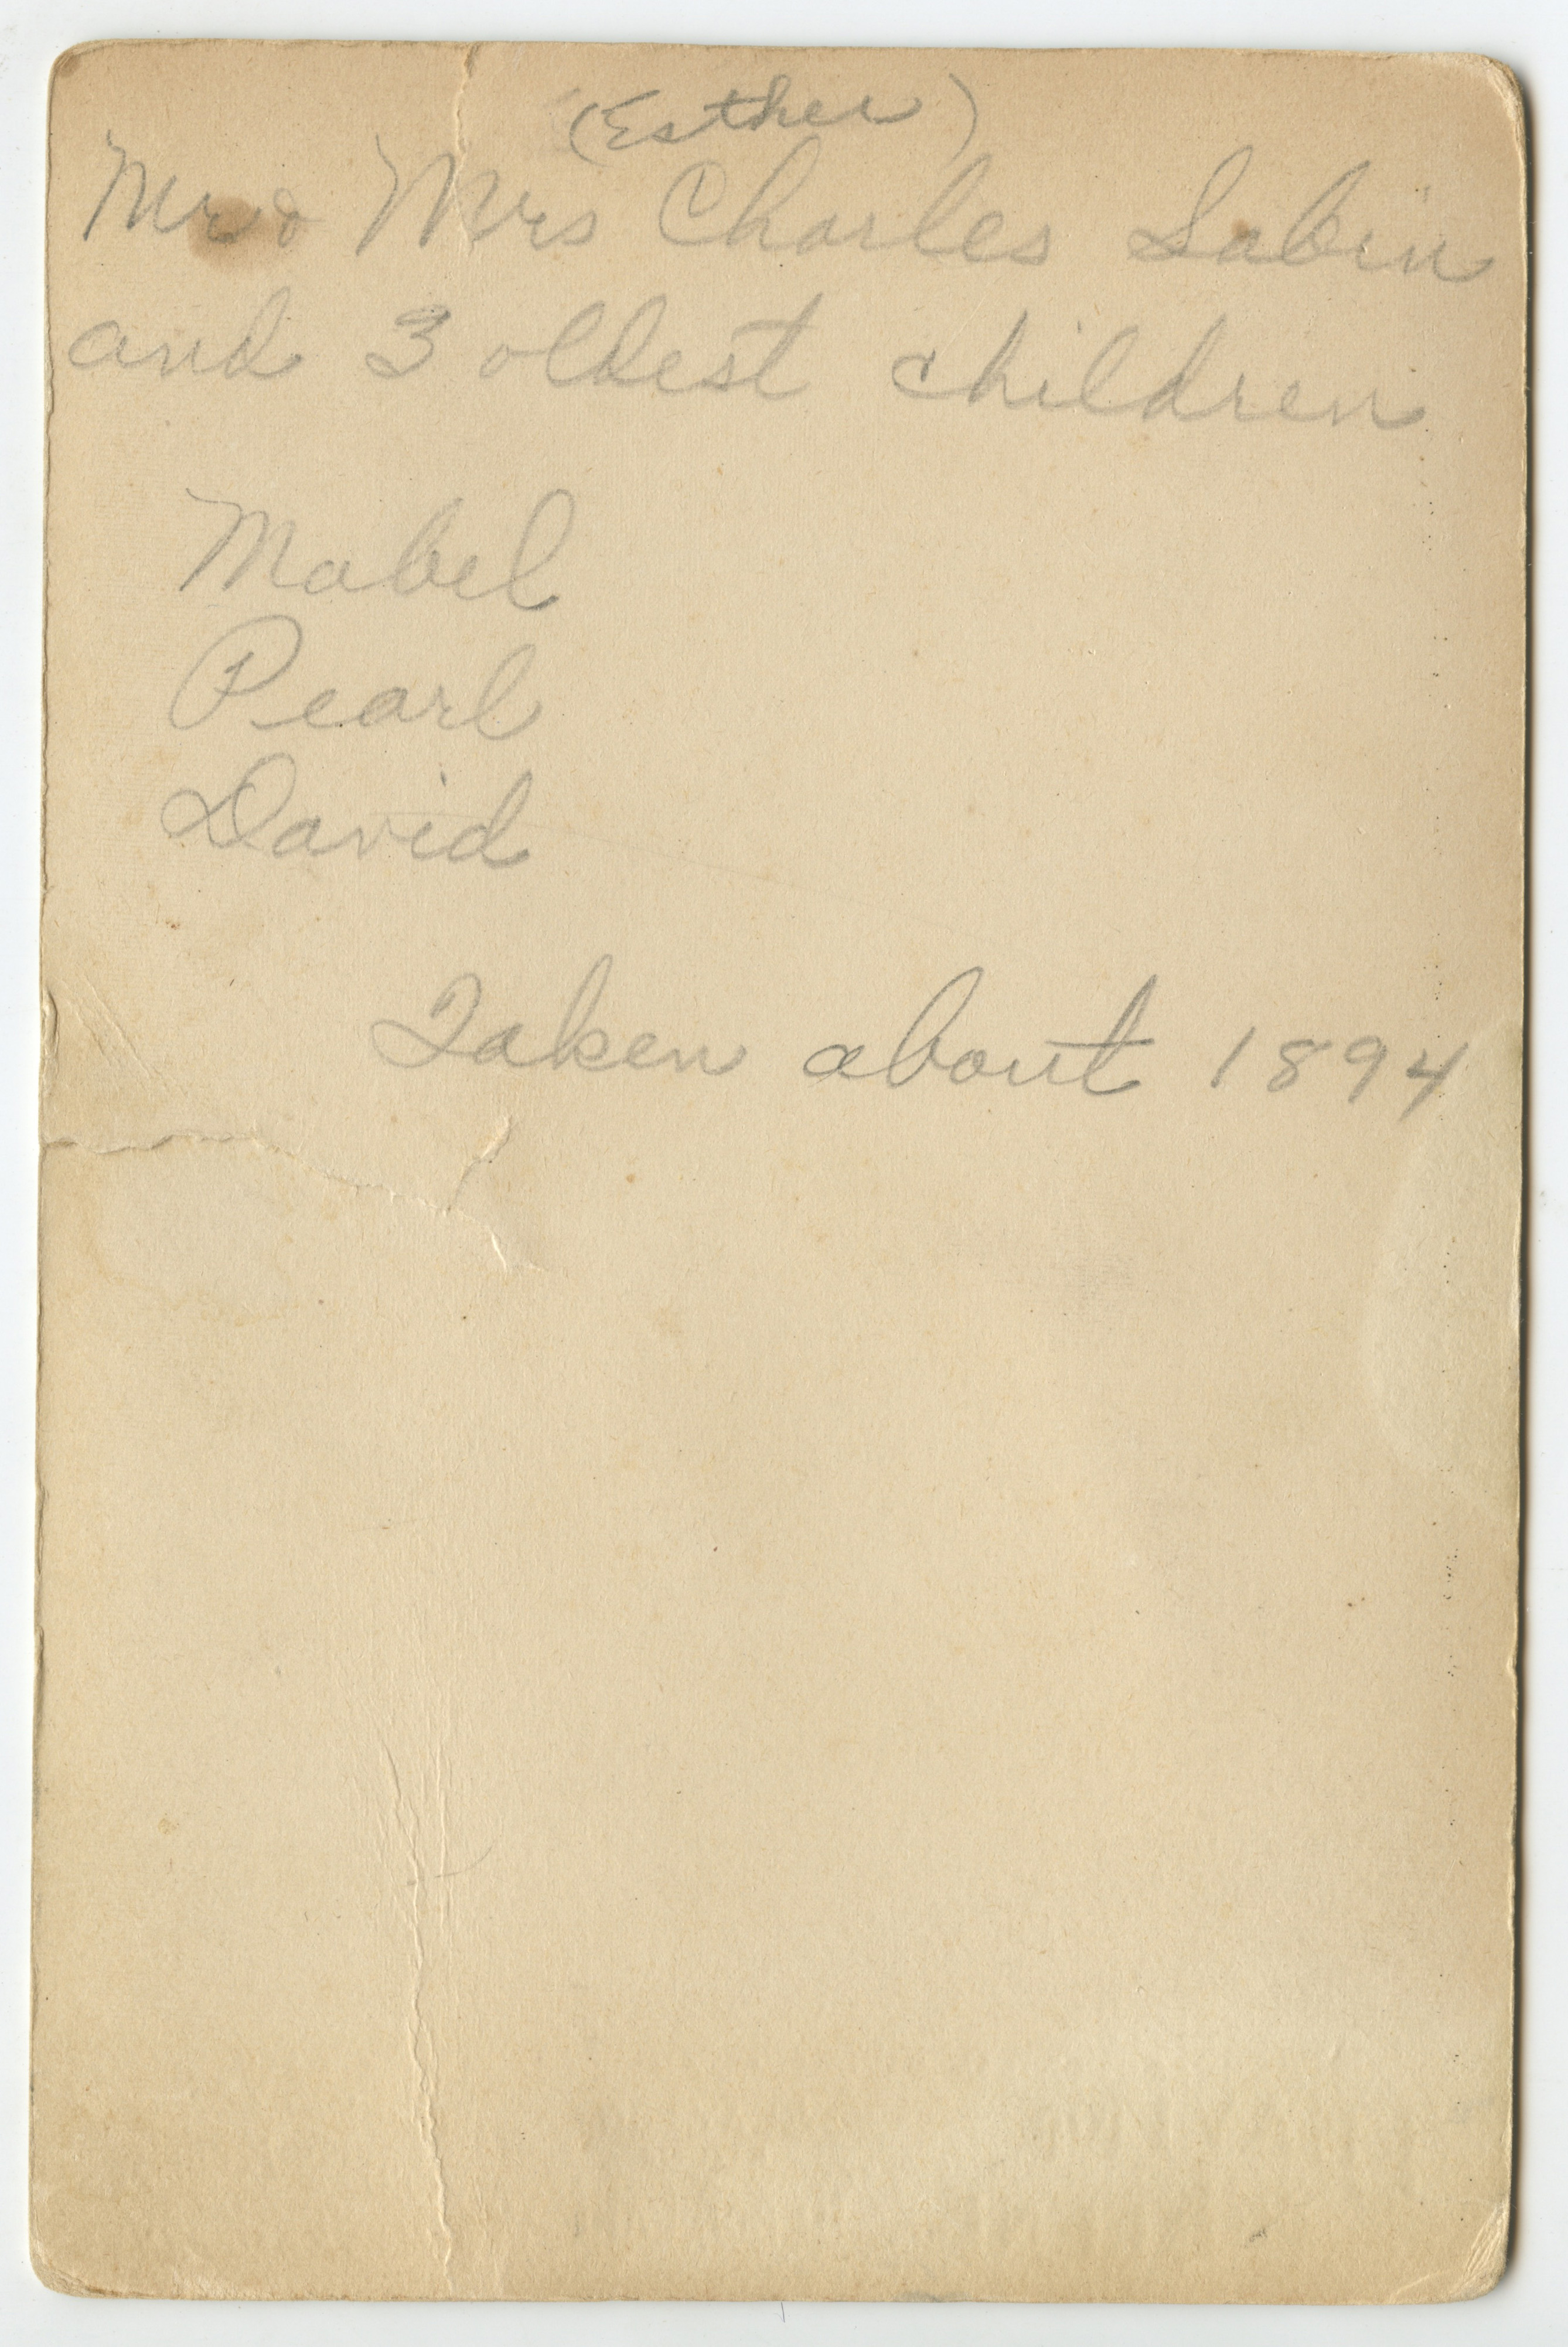 (Esther)
Mr & Mrs Charles Sabin
and 3 oldest children
Mabel
Pearl
David
Taken about 1894